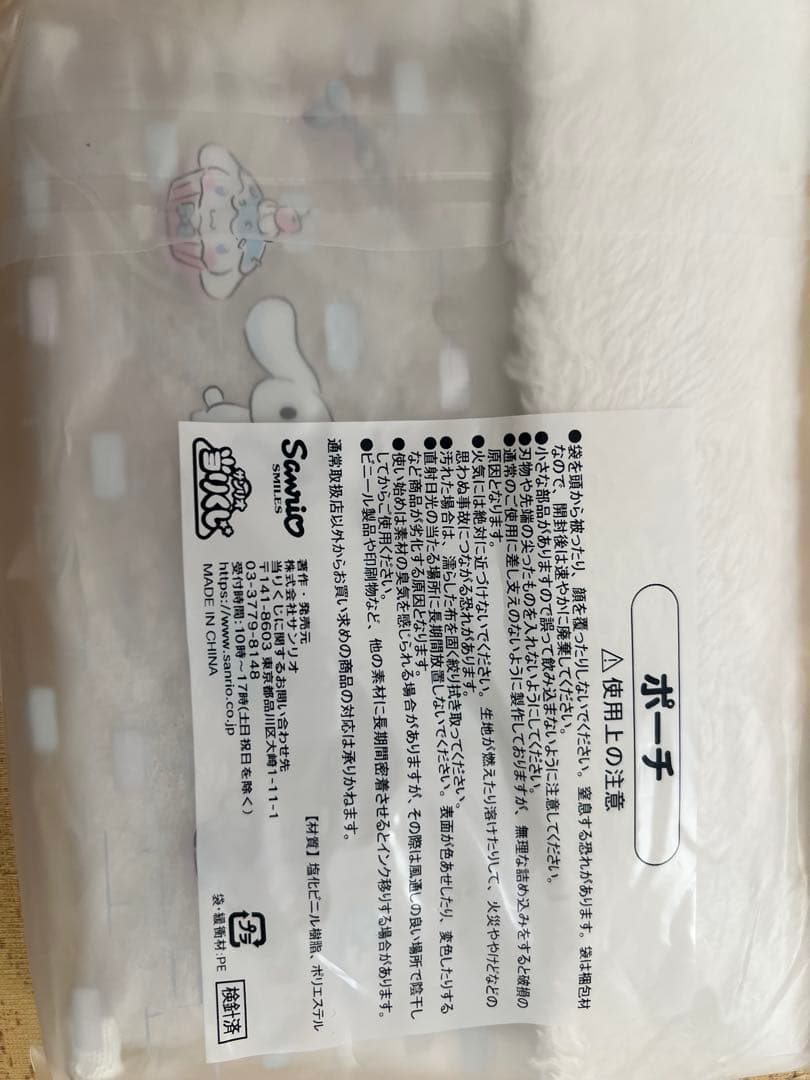 ポーチ
⚠使用上の注意
●袋を頭から被ったり、顔を覆ったりしないでください。窒息する恐れがあります。袋は梱包材
なので、開封後は速やかに廃棄してください。
●小さな部品がありますので誤って飲み込まないように注意してください。
●刃物や先端の尖ったものを入れないようにしてください。
●通常のご使用に差し支えのないように製作しておりますが、無理な詰め込みをすると破損の
原因となります。
●火気には絶対に近づけないでください。生地が燃えたり溶けたりして、火災ややけどなどの
思わぬ事故につながる恐れがあります。
●汚れた場合は、濡らした布を固く絞り拭き取ってください。
●直射日光の当たる場所に長期間放置しないでください。表面が色あせしたり、変色したりする
など商品が劣化する原因となります。
●使い始めは素材の臭気を感じられる場合がありますが、その際は風通しの良い場所で陰干し
してからご使用ください。
●ビニール製品や印刷物など、他の素材に長期間密着させるとインク移りする場合があります。
通常取扱店以外からお買い求めの商品の対応は承りかねます。
【材質】塩化ビニル樹脂、ポリエステル
Sanrio
SMILES
サンリオ
当りくじ
著作・発売元
株式会社サンリオ
当りくじに関するお問い合わせ先
〒141-8603 東京都品川区大崎1-11-1
03-3779-8148
受付時間：10時～17時(土日祝日を除く)
https://www.sanrio.co.jp
MADE IN CHINA
プラ
袋・緩衝材：PE
検針済